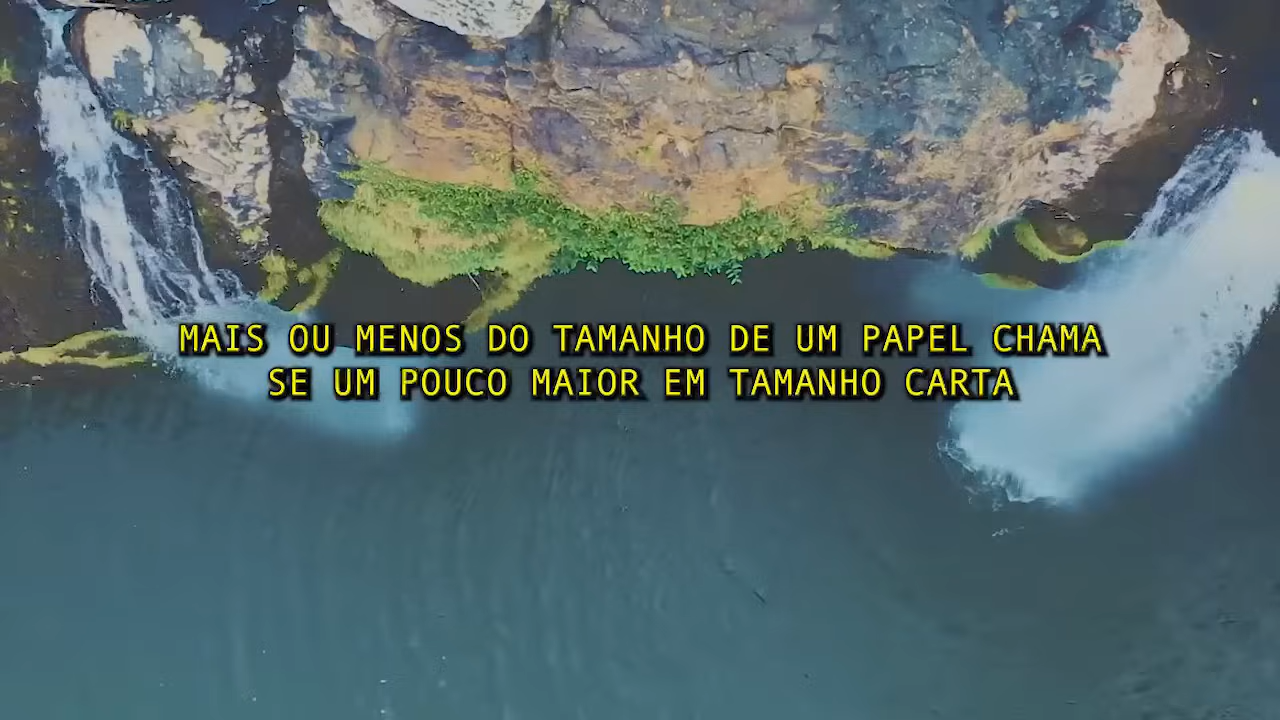 MAIS OU MENOS DO TAMANHO DE UM PAPEL CHAMA
SE UM POUCO MAIOR EM TAMANHO CARTA